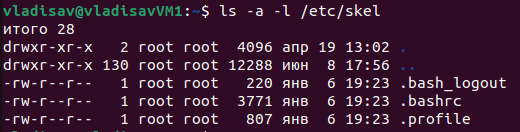 vladisav@vladisavVM1:~$ ls -a -l /etc/skel
итого 28
drwxr-xr-x   2 root root  4096 апр 19 13:02 .
drwxr-xr-x 130 root root 12288 июн  8 17:56 ..
-rw-r--r--   1 root root   220 янв  6 19:23 .bash_logout
-rw-r--r--   1 root root  3771 янв  6 19:23 .bashrc
-rw-r--r--   1 root root   807 янв  6 19:23 .profile